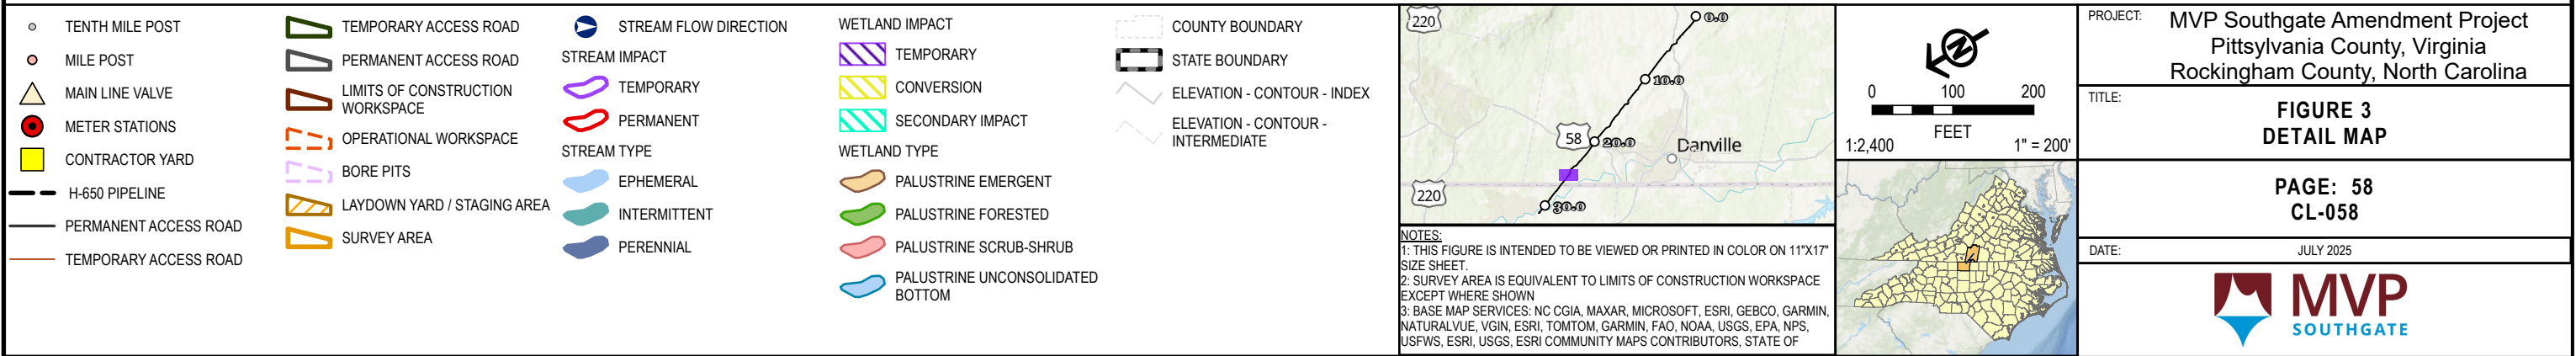 TENTH MILE POST
MILE POST
MAIN LINE VALVE
METER STATIONS
CONTRACTOR YARD
H-650 PIPELINE
PERMANENT ACCESS ROAD
TEMPORARY ACCESS ROAD
TEMPORARY ACCESS ROAD
PERMANENT ACCESS ROAD
LIMITS OF CONSTRUCTION
WORKSPACE
OPERATIONAL WORKSPACE
BORE PITS
LAYDOWN YARD / STAGING AREA
SURVEY AREA
STREAM FLOW DIRECTION
STREAM IMPACT
TEMPORARY
PERMANENT
STREAM TYPE
EPHEMERAL
INTERMITTENT
PERENNIAL
WETLAND IMPACT
TEMPORARY
CONVERSION
SECONDARY IMPACT
WETLAND TYPE
PALUSTRINE EMERGENT
PALUSTRINE FORESTED
PALUSTRINE SCRUB-SHRUB
PALUSTRINE UNCONSOLIDATED
BOTTOM
COUNTY BOUNDARY
STATE BOUNDARY
ELEVATION - CONTOUR - INDEX
ELEVATION - CONTOUR -
INTERMEDIATE
220
0.0
10.0
58
20.0
Danville
220
30.0
NOTES:
1: THIS FIGURE IS INTENDED TO BE VIEWED OR PRINTED IN COLOR ON 11"X17"
SIZE SHEET.
2: SURVEY AREA IS EQUIVALENT TO LIMITS OF CONSTRUCTION WORKSPACE
EXCEPT WHERE SHOWN
3: BASE MAP SERVICES: NC CGIA, MAXAR, MICROSOFT, ESRI, GEBCO, GARMIN,
NATURALVUE, VGIN, ESRI, TOMTOM, GARMIN, FAO, NOAA, USGS, EPA, NPS,
USFWS, ESRI, USGS, ESRI COMMUNITY MAPS CONTRIBUTORS, STATE OF
N
0 100 200
FEET
1:2,400 1" = 200'
PROJECT: MVP Southgate Amendment Project
Pittsylvania County, Virginia
Rockingham County, North Carolina
TITLE:
FIGURE 3
DETAIL MAP
PAGE: 58
CL-058
DATE: JULY 2025
MVP
SOUTHGATE